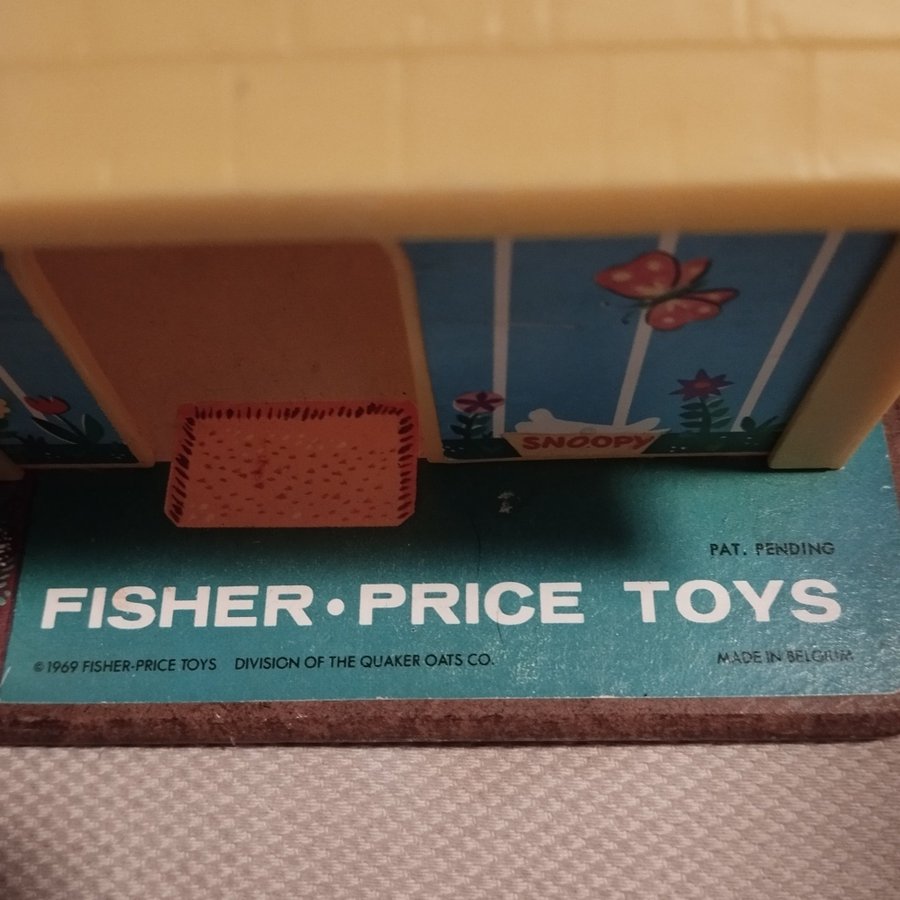 SNOOPY
PAT. PENDING
FISHER•PRICE TOYS
© 1969 FISHER-PRICE TOYS DIVISION OF THE QUAKER OATS CO. MADE IN BELGIUM